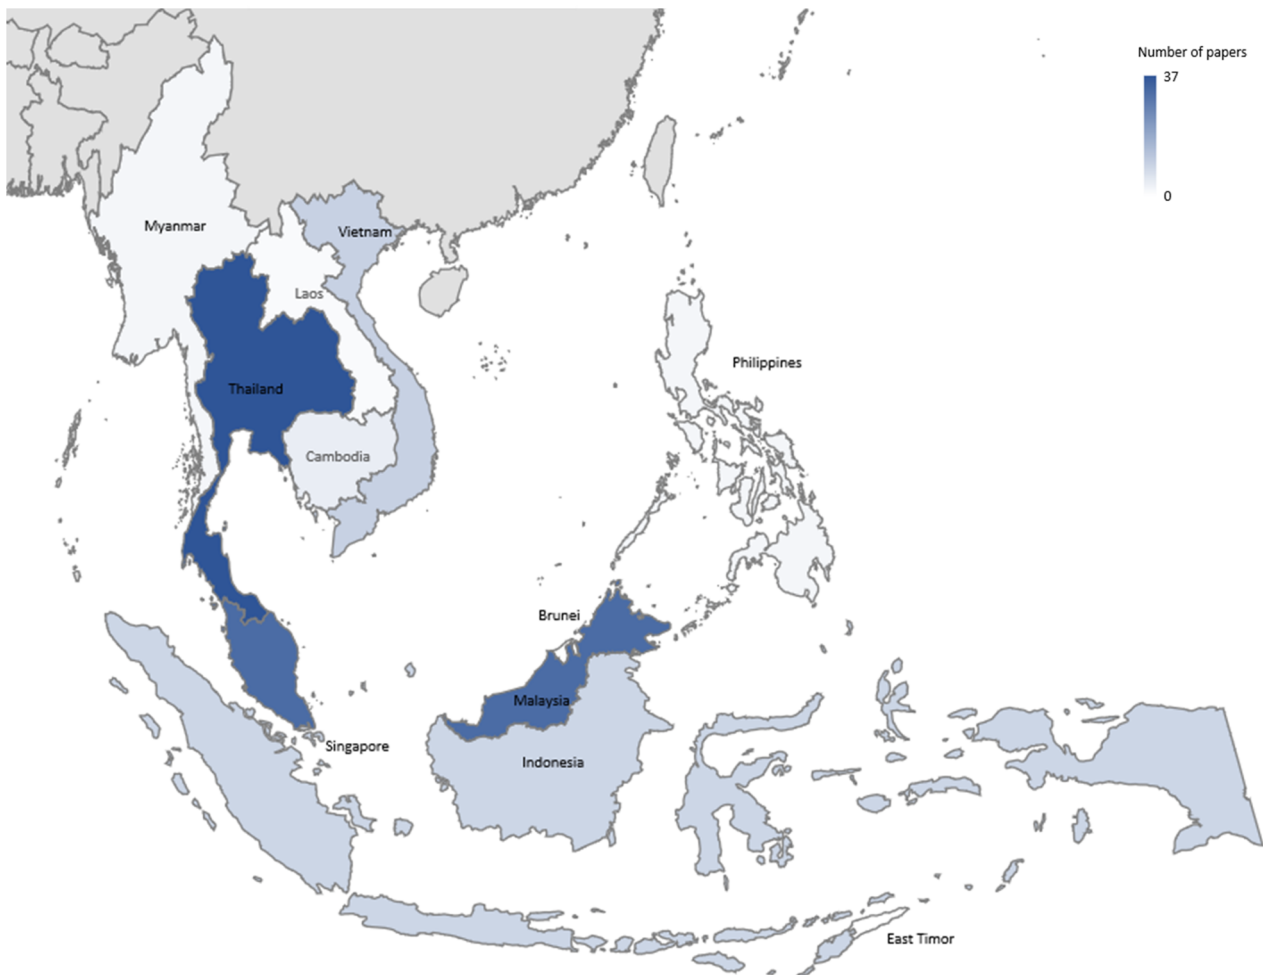 Number of papers
37
0
Myanmar
Vietnam
Laos
Philippines
Thailand
Cambodia
Brunei
Malaysia
Singapore
Indonesia
East Timor